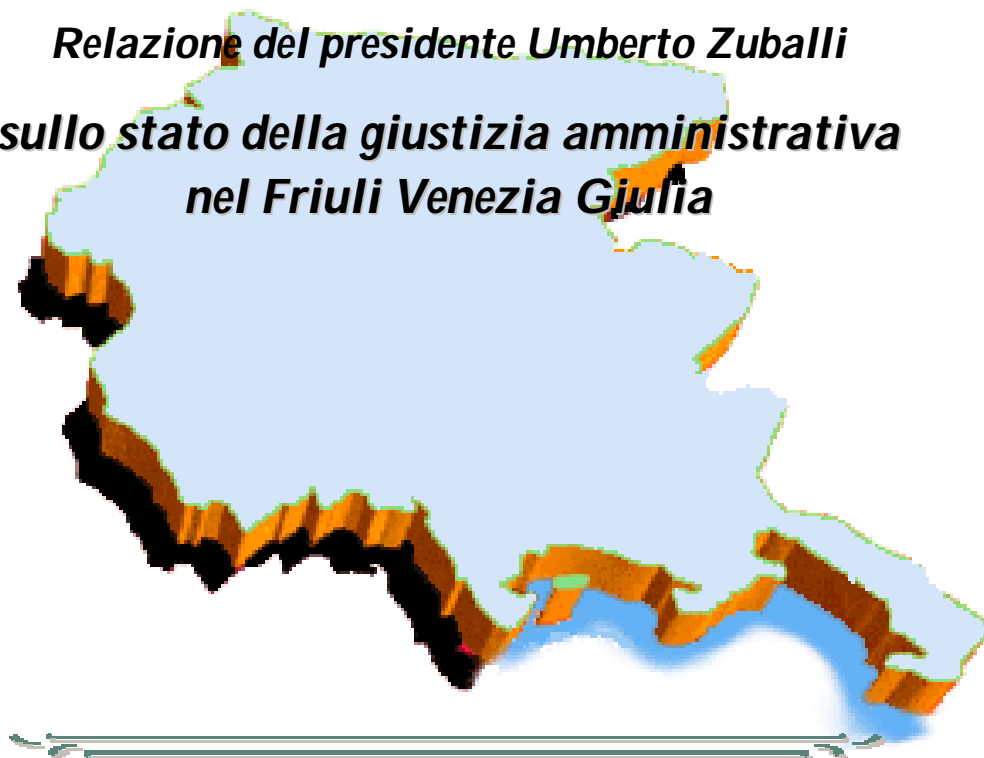 Relazione del presidente Umberto Zuballi
sullo stato della giustizia amministrativa
nel Friuli Venezia Giulia